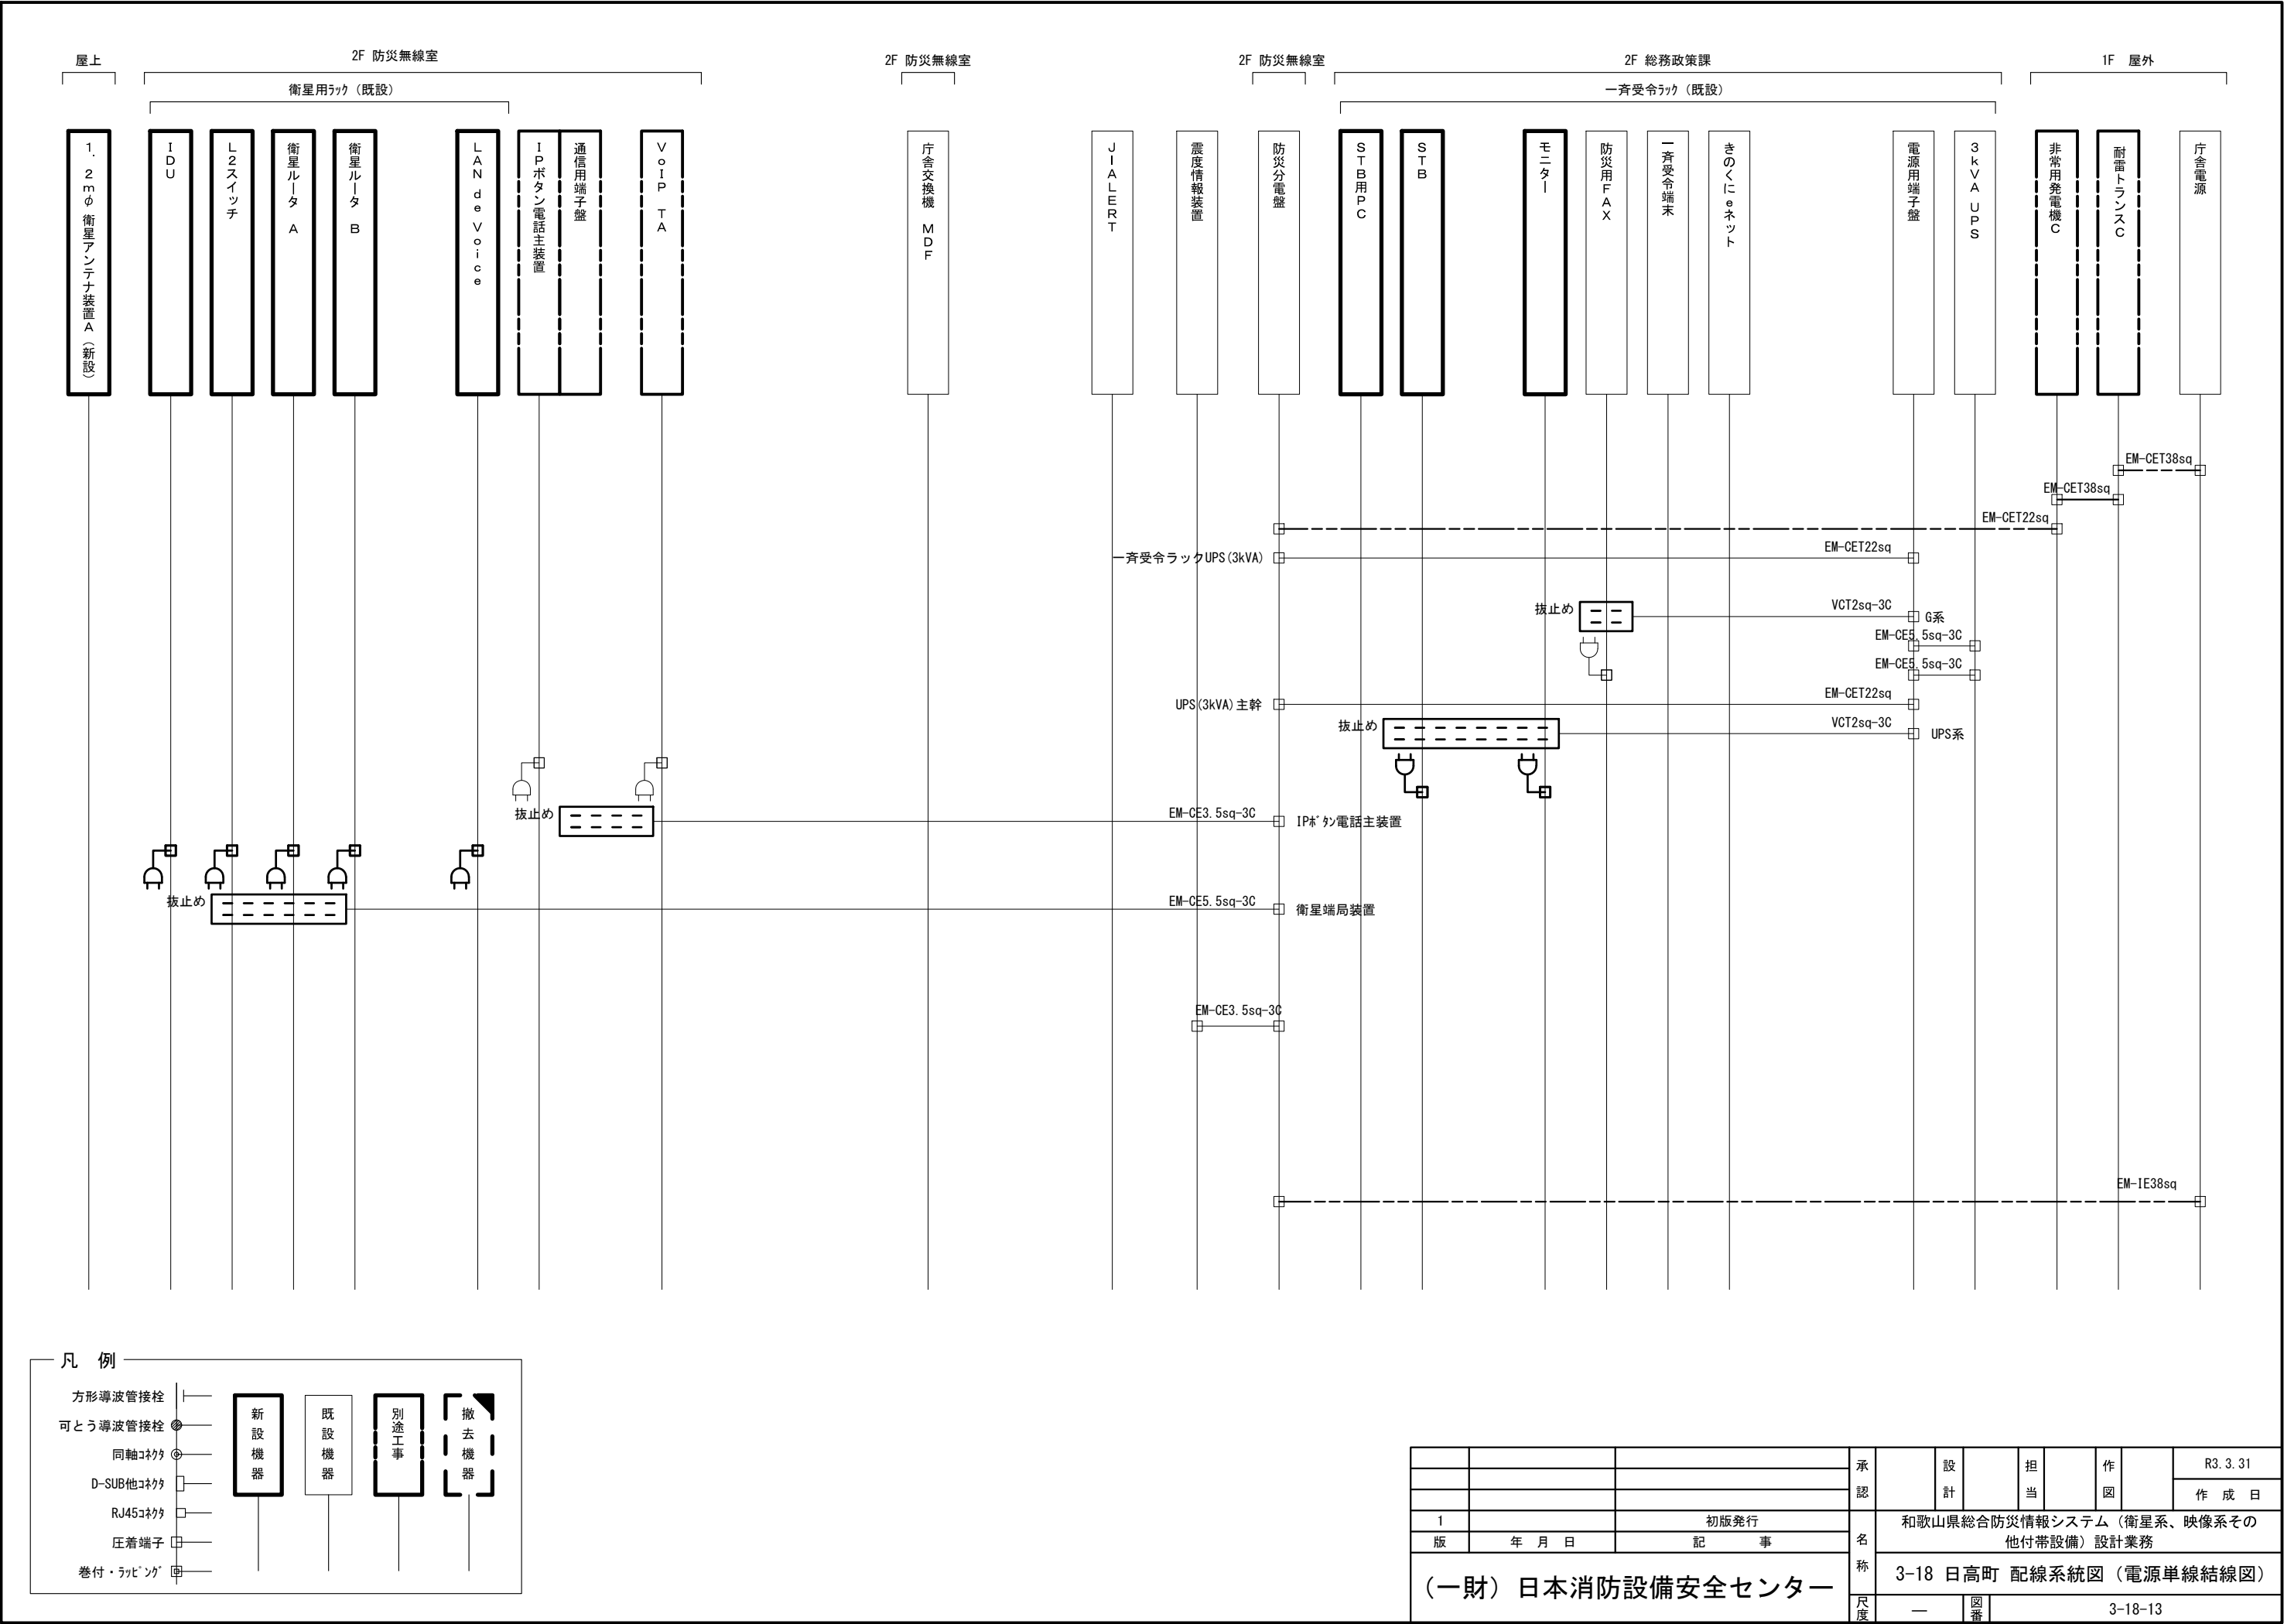 屋上
2F 防災無線室
2F 防災無線室
2F 防災無線室
2F 総務政策課
1F 屋外
衛星用ﾗｯｸ（既設）
一斉受令ﾗｯｸ（既設）
1．2mφ 衛星アンテナ装置A（新設）
IDU
L2スイッチ
衛星ルータ A
衛星ルータ B
LAN de Voice
IPボタン電話主装置
通信用端子盤
VoIP TA
庁舎交換機 MDF
JIALERT
震度情報装置
防災分電盤
STB用PC
STB
モニター
防災用FAX
一斉受令端末
きのくにeネット
電源用端子盤
3kVA UPS
非常用発電機C
耐雷トランスC
庁舎電源
EM-CET38sq
EM-CET38sq
EM-CET22sq
一斉受令ラックUPS(3kVA)
EM-CET22sq
抜止め
VCT2sq-3C
G系
EM-CE5.5sq-3C
EM-CE5.5sq-3C
UPS(3kVA)主幹
EM-CET22sq
抜止め
VCT2sq-3C
UPS系
抜止め
EM-CE3.5sq-3C
IPﾎﾞﾀﾝ電話主装置
抜止め
EM-CE5.5sq-3C
衛星端局装置
EM-CE3.5sq-3C
EM-IE38sq
凡 例
方形導波管接栓
可とう導波管接栓
同軸ｺﾈｸﾀ
D-SUB他ｺﾈｸﾀ
RJ45ｺﾈｸﾀ
圧着端子
巻付・ﾗｯﾋﾟﾝｸﾞ
新設機器
既設機器
別途工事
撤去機器
承認
設計
担当
作図
R3.3.31
作 成 日
1
初版発行
版
年 月 日
記 事
名称
和歌山県総合防災情報システム（衛星系、映像系その
他付帯設備）設計業務
（一財）日本消防設備安全センター
3-18 日高町 配線系統図（電源単線結線図）
尺度
―
図番
3-18-13